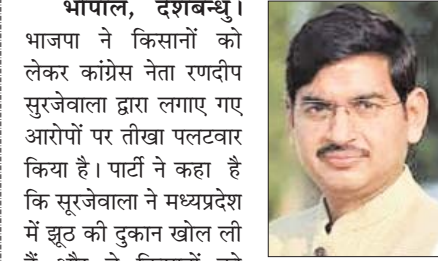 भोपाल, देशबन्धु।
भाजपा ने किसानों को
लेकर कांग्रेस नेता रणदीप
सुरजेवाला द्वारा लगाए गए
आरोपों पर तीखा पलटवार
किया है। पार्टी ने कहा है
कि सूरजेवाला ने मध्यप्रदेश
में झूठ की दुकान खोल ली